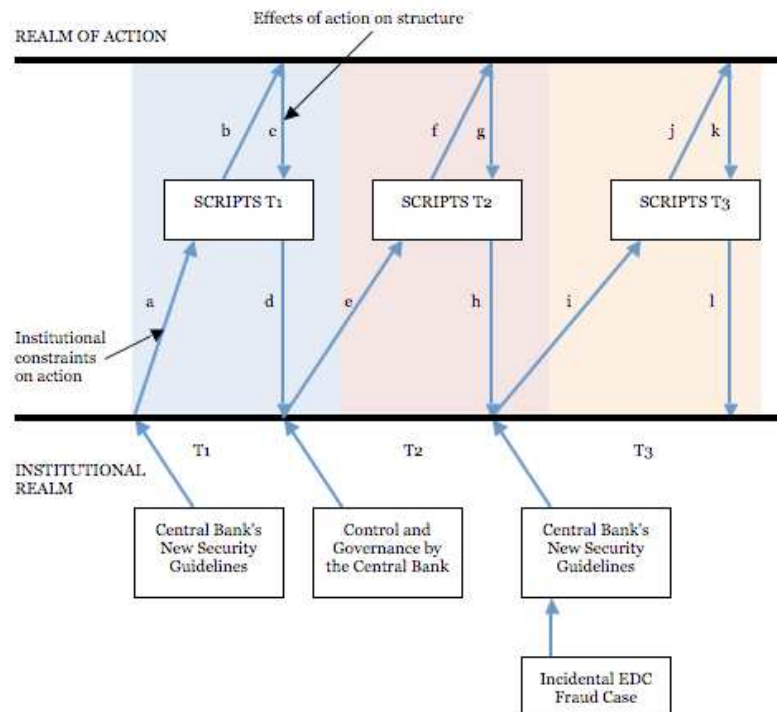 Effects of action on structure
REALM OF ACTION
b
c
f
g
j
k
SCRIPTS T1
SCRIPTS T2
SCRIPTS T3
a
d
e
h
i
l
Institutional
constraints
on action
T1
T2
T3
INSTITUTIONAL
REALM
Central Bank's
New Security
Guidelines
Control and
Governance by
the Central Bank
Central Bank's
New Security
Guidelines
Incidental EDC
Fraud Case